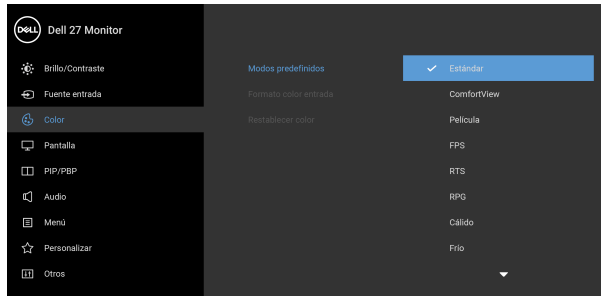 DELL
Dell 27 Monitor
Brillo/Contraste
Fuente entrada
Color
Pantalla
PIP/PBP
Audio
Menú
Personalizar
Otros
Modos predefinidos
Formato color entrada
Restablecer color
Estándar
ComfortView
Película
FPS
RTS
RPG
Cálido
Frío